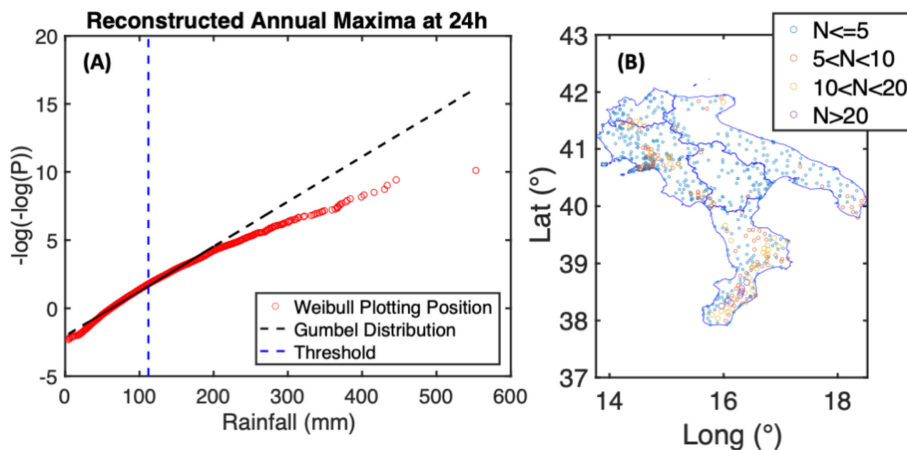 Reconstructed Annual Maxima at 24h
(A)
20
15
10
5
0
-5
-log(-log(P))
0 100 200 300 400 500 600
Rainfall (mm)
Weibull Plotting Position
Gumbel Distribution
Threshold
(B)
N<=5
5<N<10
10<N<20
N>20
43
42
41
40
39
38
37
Lat (°)
14 16 18
Long (°)